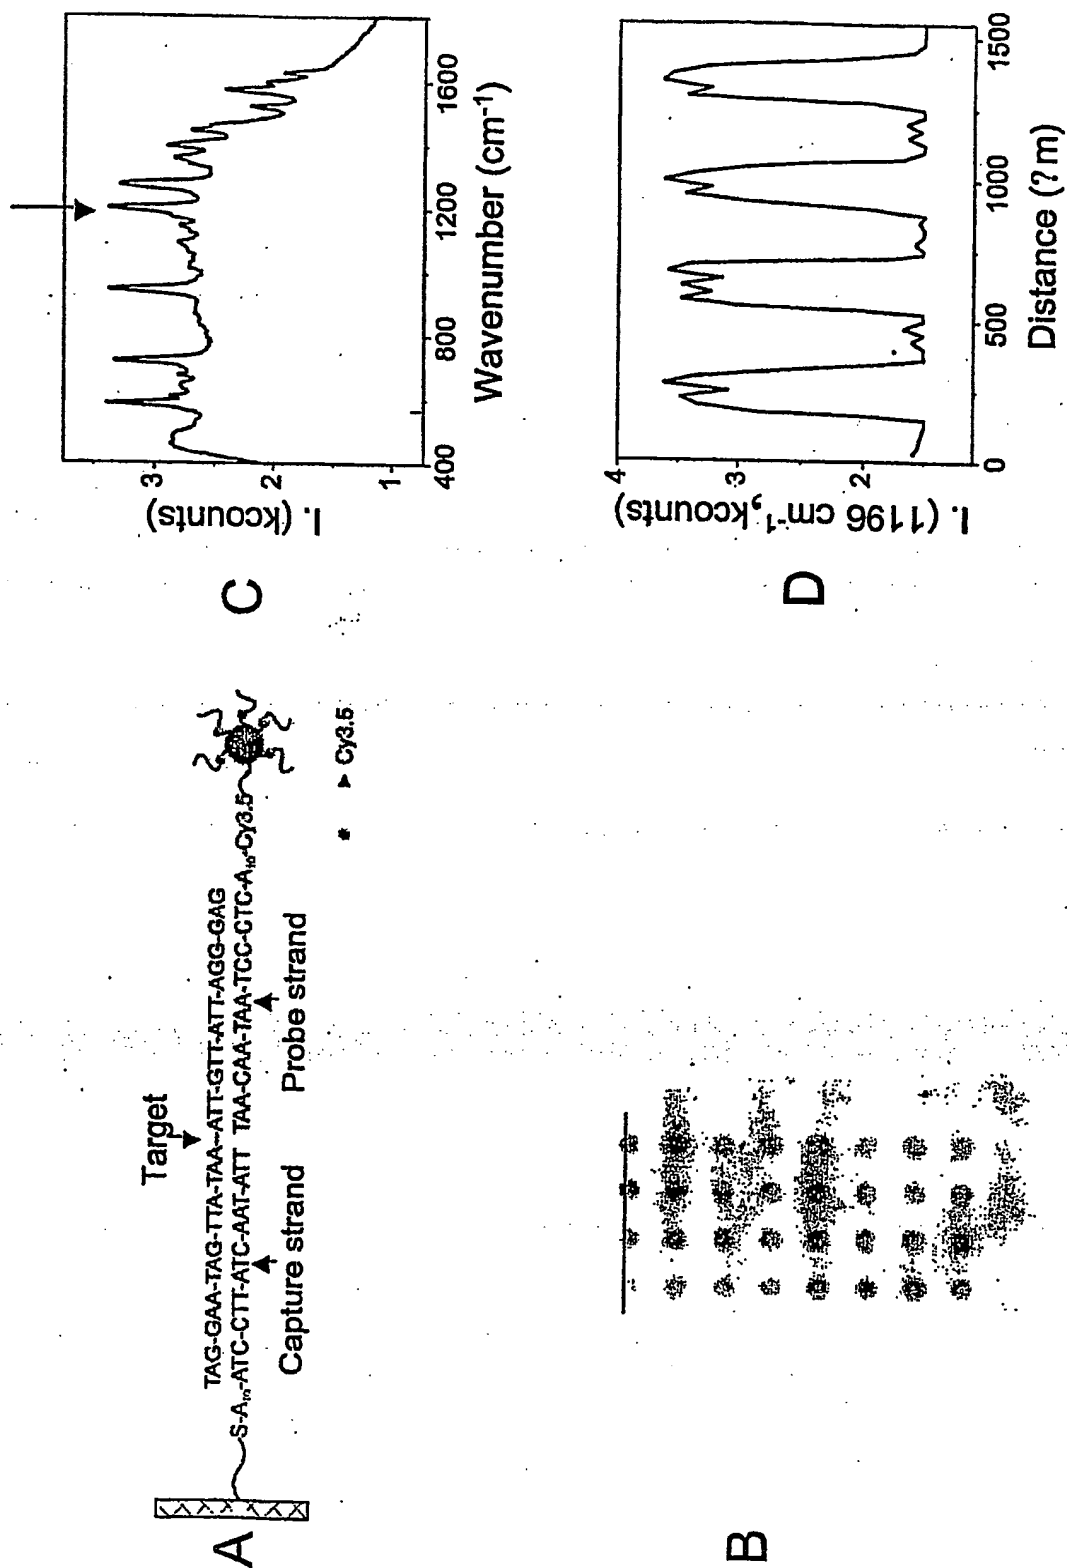 A
Target
TAG-GAA-TAG-TTA-TAA-ATT-GTT-ATT-AGG-GAG
S-A₁₀-ATC-CTT-ATC-AAT-ATT TAA-CAA-TAA-TCC-CTC-A₁₀-Cy3.5
Capture strand
Probe strand
* ➤ Cy3.5
B
C
I. (kcounts)
3
2
1
400
800
1200
1600
Wavenumber (cm⁻¹)
D
I. (1196 cm⁻¹, kcounts)
4
3
2
0
500
1000
1500
Distance (?m)